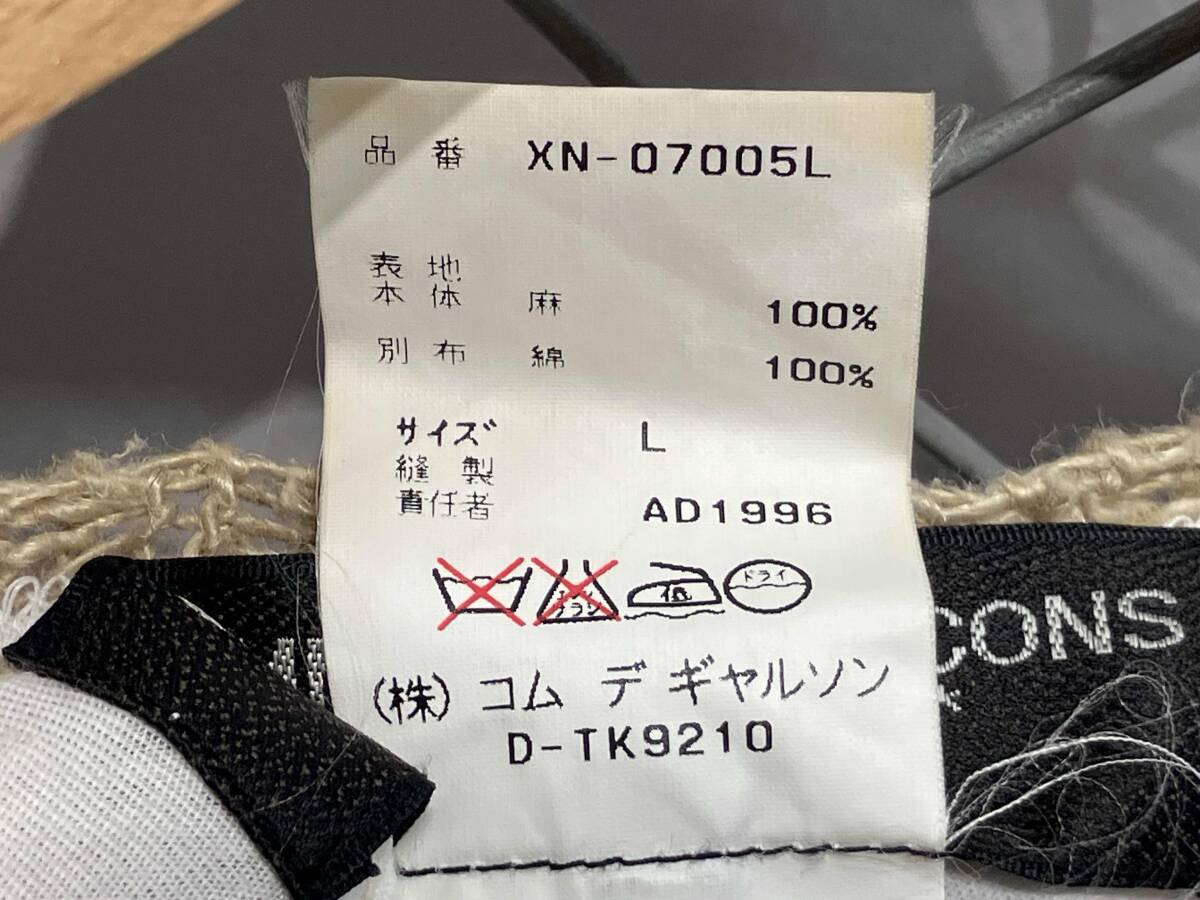 品番 XN-07005L
表地
本体 麻 100%
別布 綿 100%
サイズ L
縫製
責任者 AD1996
低 ドライ
(株) コム デ ギャルソン
D-TK9210
CONS